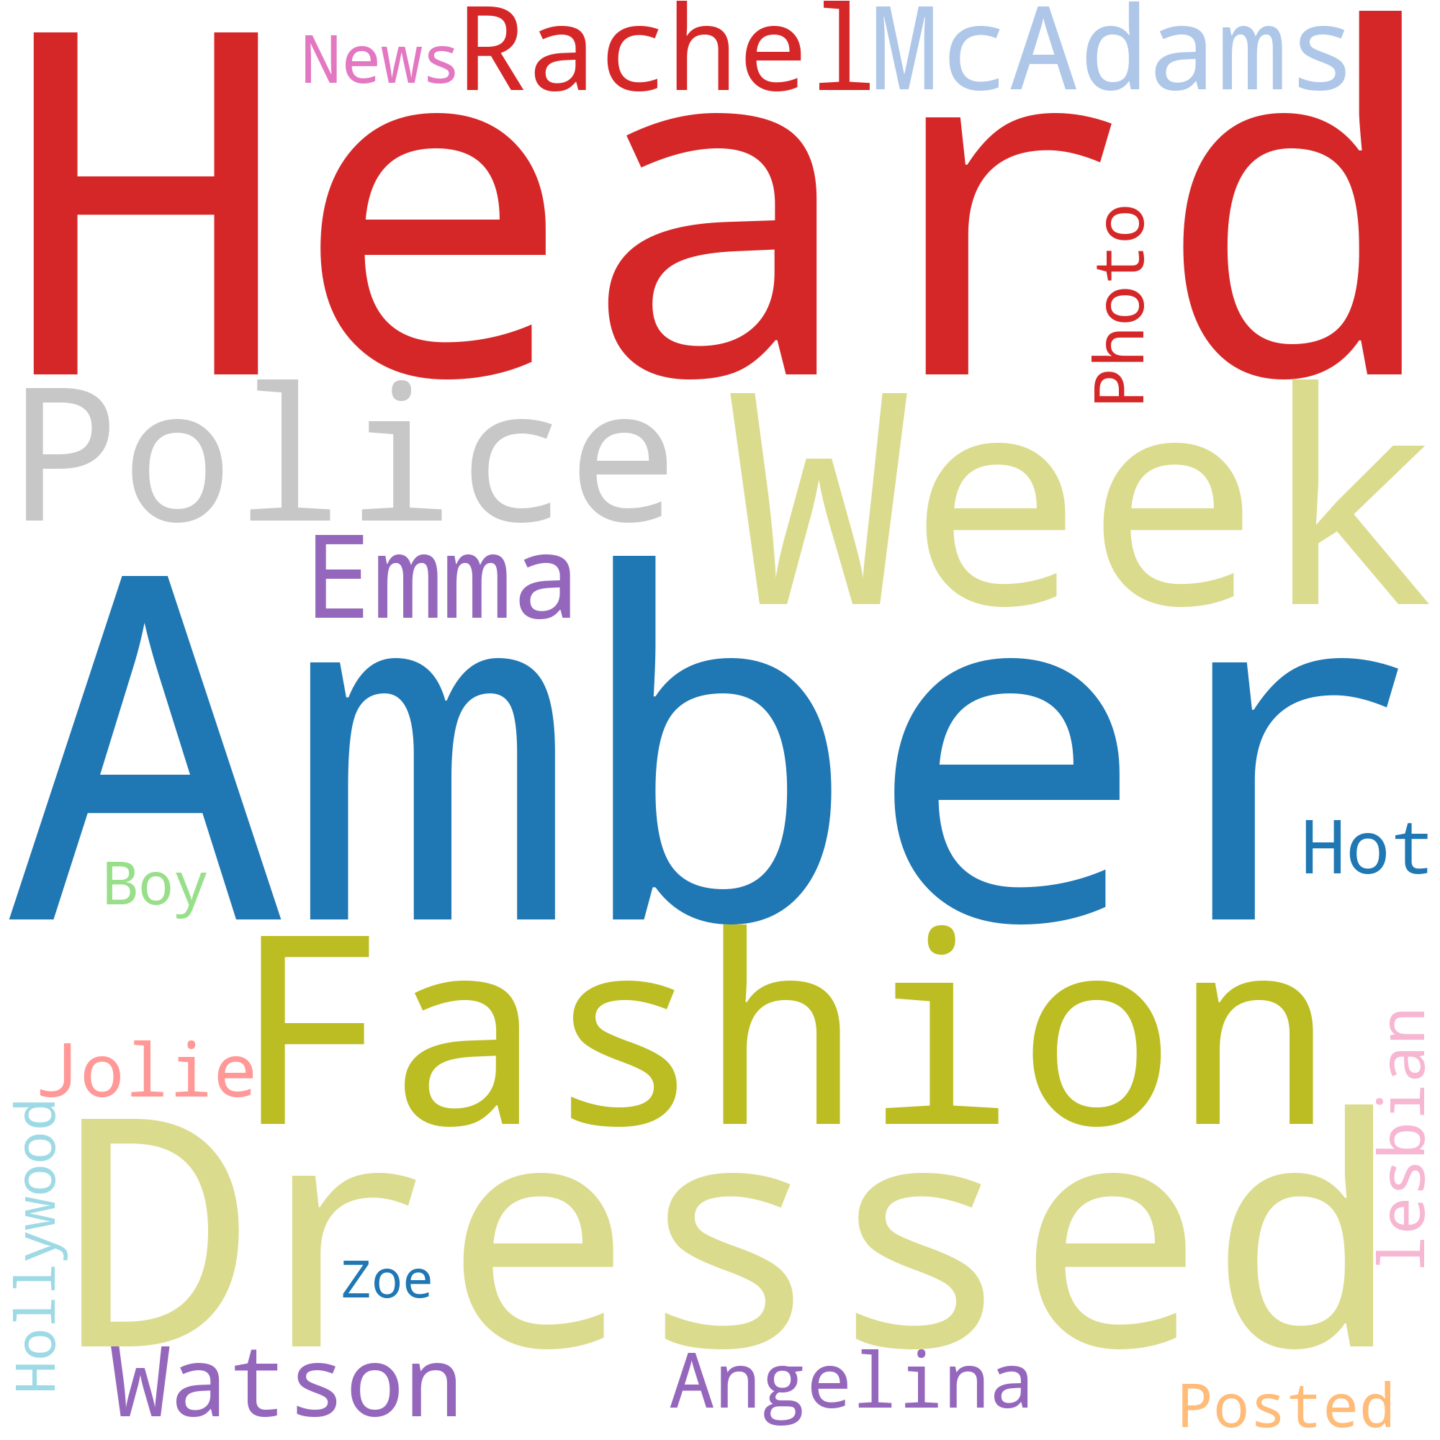 News
Rachel
McAdams
Heard
Photo
Police
Week
Emma
Amber
Hot
Boy
Fashion
Jolie
lesbian
Hollywood
Dressed
Zoe
Watson
Angelina
Posted